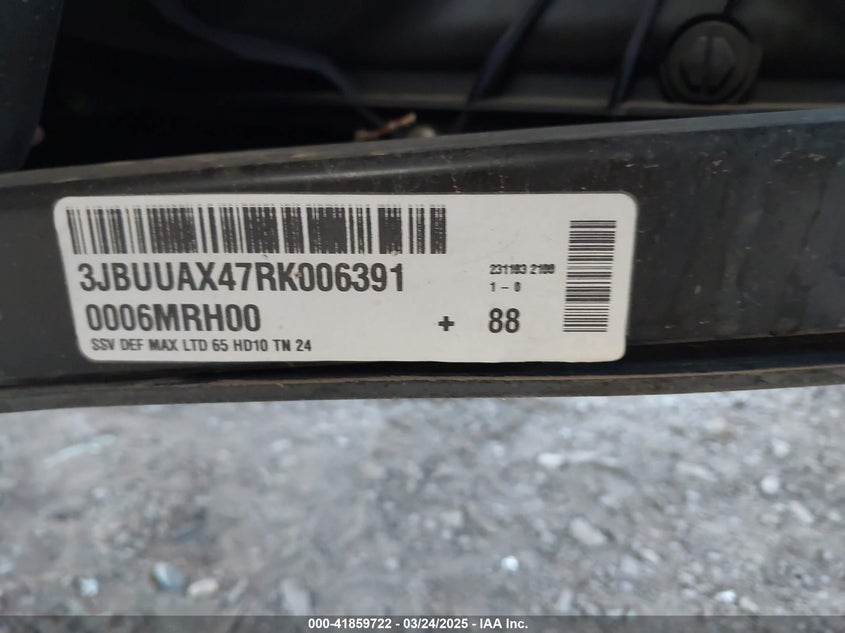 3JBUUAX47RK006391
0006MRH00 + 88
SSV DEF MAX LTD 65 HD10 TN 24
231103 2100
1 - 0
000-41859722 - 03/24/2025 - IAA Inc.